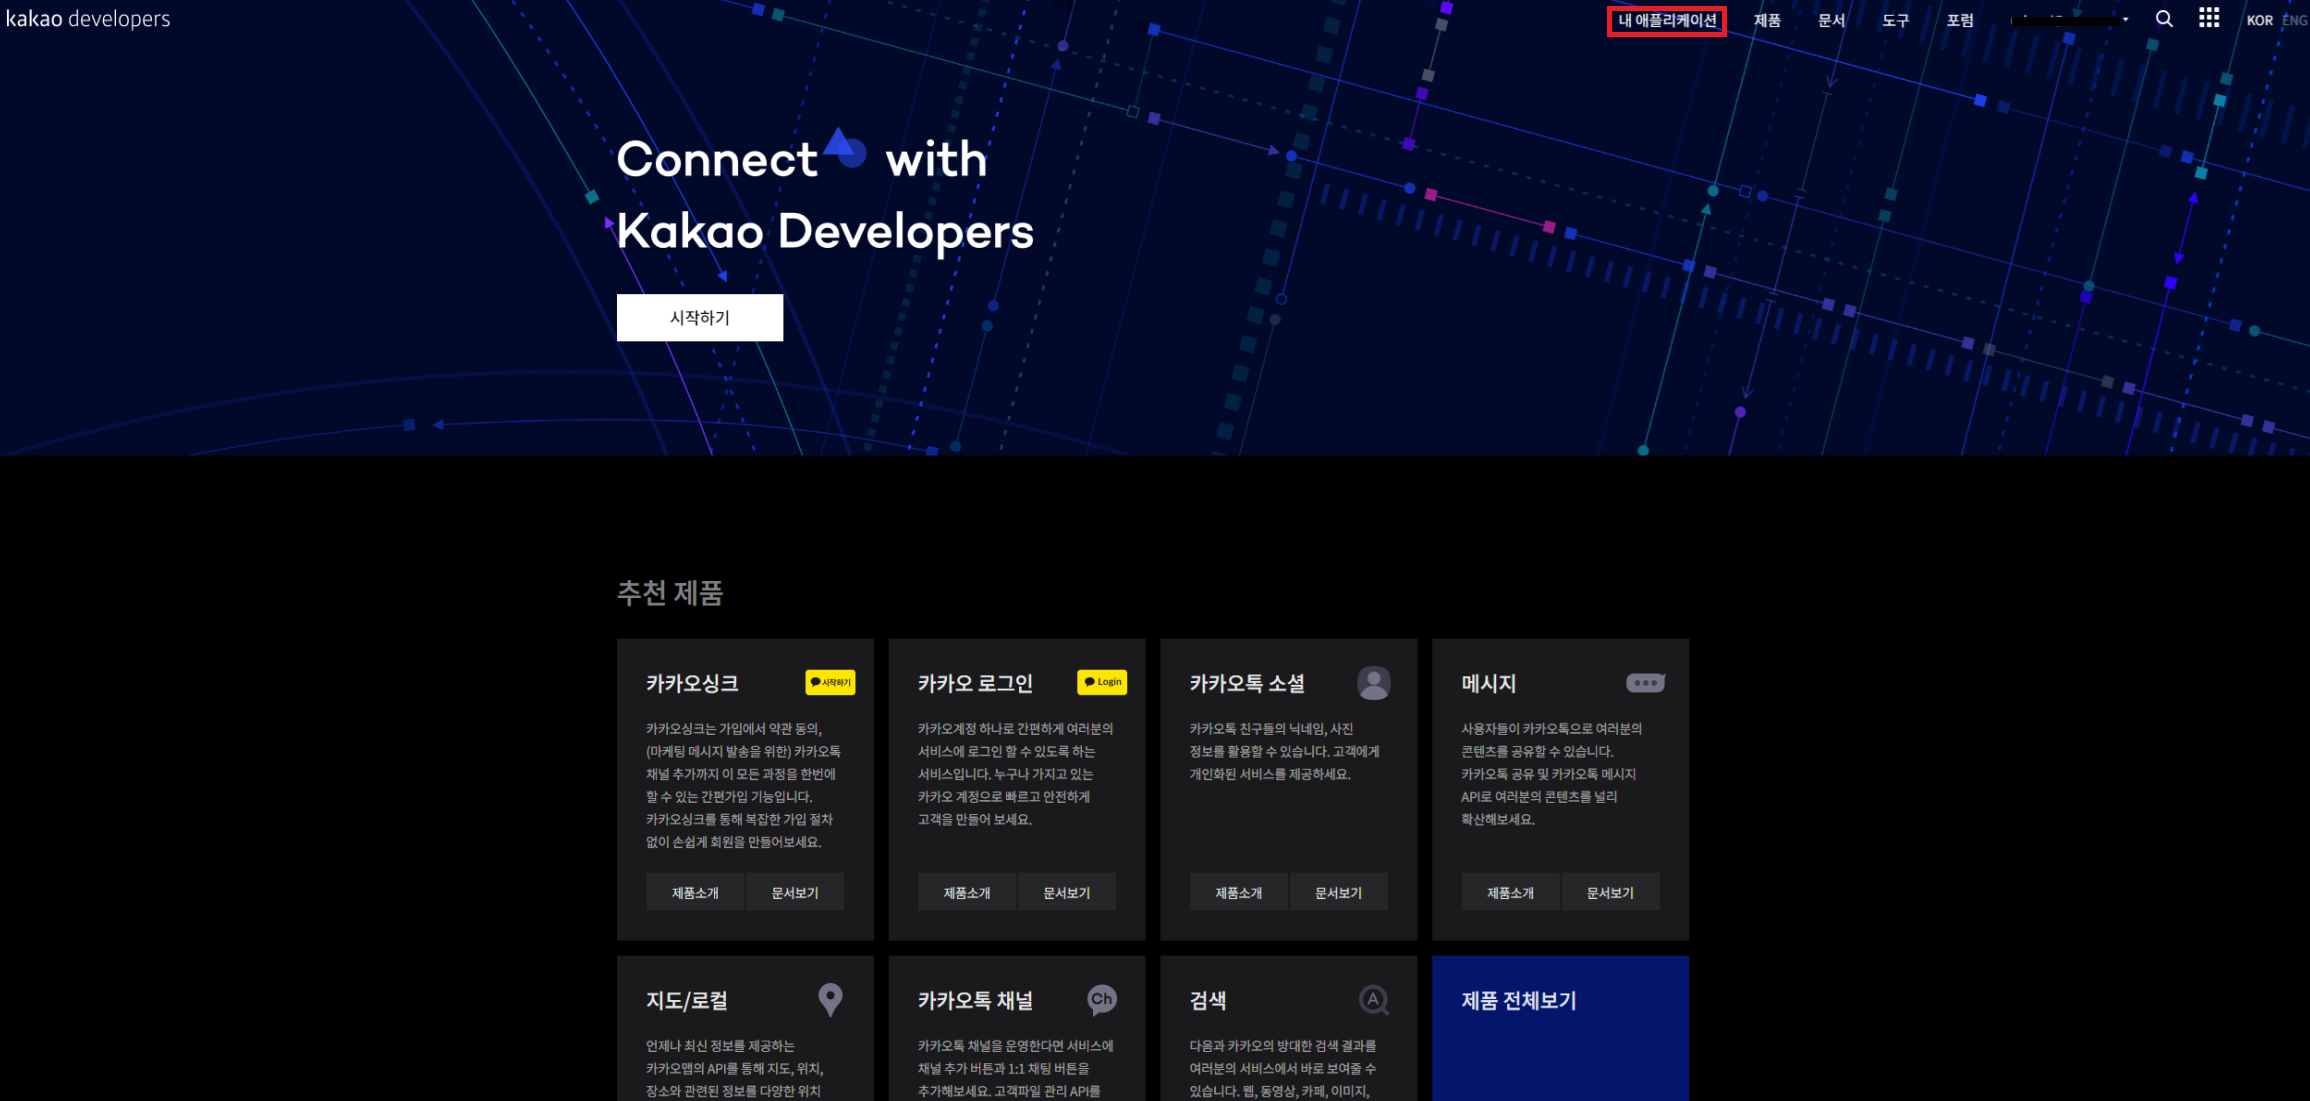 kakao developers
내 애플리케이션
제품
문서
도구
포럼
KOR ENG
Connect with
Kakao Developers
시작하기
추천 제품
카카오싱크
시작하기
카카오싱크는 가입에서 약관 동의,
(마케팅 메시지 발송을 위한) 카카오톡
채널 추가까지 이 모든 과정을 한번에
할 수 있는 간편가입 기능입니다.
카카오싱크를 통해 복잡한 가입 절차
없이 손쉽게 회원을 만들어보세요.
제품소개
문서보기
카카오 로그인
Login
카카오계정 하나로 간편하게 여러분의
서비스에 로그인 할 수 있도록 하는
서비스입니다. 누구나 가지고 있는
카카오 계정으로 빠르고 안전하게
고객을 만들어 보세요.
제품소개
문서보기
카카오톡 소셜
카카오톡 친구들의 닉네임, 사진
정보를 활용할 수 있습니다. 고객에게
개인화된 서비스를 제공하세요.
제품소개
문서보기
메시지
사용자들이 카카오톡으로 여러분의
콘텐츠를 공유할 수 있습니다.
카카오톡 공유 및 카카오톡 메시지
API로 여러분의 콘텐츠를 널리
확산해보세요.
제품소개
문서보기
지도/로컬
언제나 최신 정보를 제공하는
카카오맵의 API를 통해 지도, 위치,
장소와 관련된 정보를 다양한 위치
카카오톡 채널
Ch
카카오톡 채널을 운영한다면 서비스에
채널 추가 버튼과 1:1 채팅 버튼을
추가해보세요. 고객파일 관리 API를
검색
A
다음과 카카오의 방대한 검색 결과를
여러분의 서비스에서 바로 보여줄 수
있습니다. 웹, 동영상, 카페, 이미지,
제품 전체보기